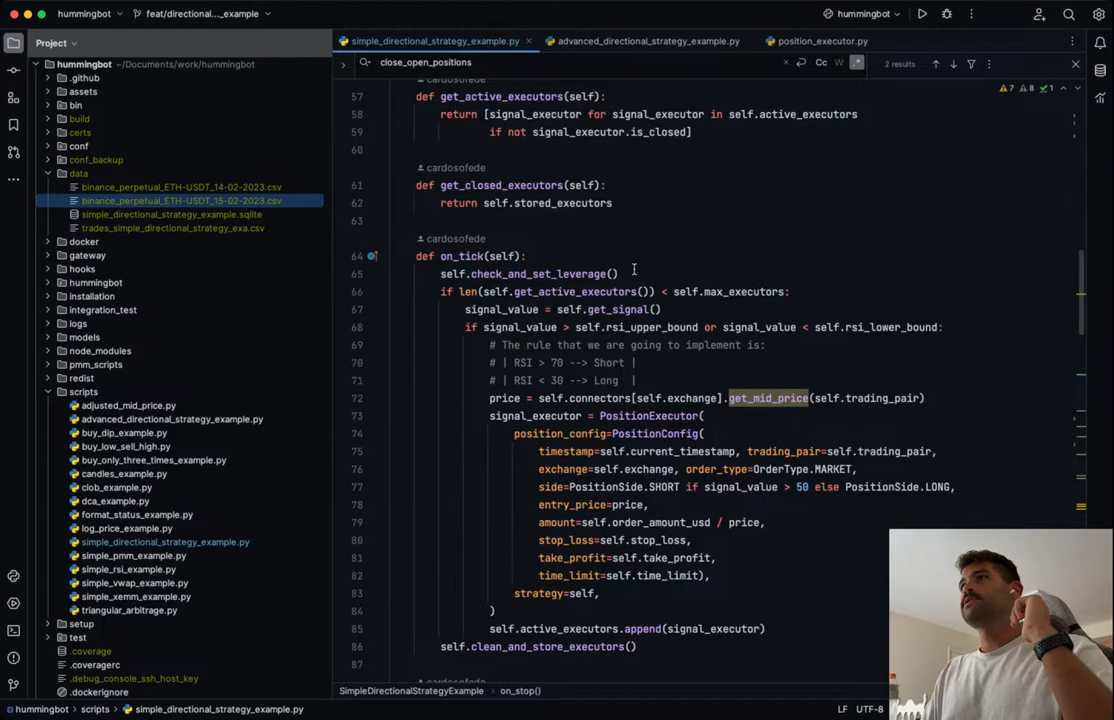 hummingbot
feat/directional..._example
hummingbot
Project
simple_directional_strategy_example.py
advanced_directional_strategy_example.py
position_executor.py
close_open_positions
Cc
W
.*
2 results
7
8
1
hummingbot ~/Documents/work/hummingbot
.github
assets
bin
build
certs
conf
conf_backup
data
binance_perpetual_ETH-USDT_14-02-2023.csv
binance_perpetual_ETH-USDT_15-02-2023.csv
simple_directional_strategy_example.sqlite
trades_simple_directional_strategy_exa.csv
docker
gateway
hooks
hummingbot
installation
integration_test
logs
models
node_modules
pmm_scripts
redist
scripts
adjusted_mid_price.py
advanced_directional_strategy_example.py
buy_dip_example.py
buy_low_sell_high.py
buy_only_three_times_example.py
candles_example.py
clob_example.py
dca_example.py
format_status_example.py
log_price_example.py
simple_directional_strategy_example.py
simple_pmm_example.py
simple_rsi_example.py
simple_vwap_example.py
simple_xemm_example.py
triangular_arbitrage.py
setup
test
.coverage
.coveragerc
.debug_console_ssh_host_key
.dockerignore
cardosofede
57 def get_active_executors(self):
58 return [signal_executor for signal_executor in self.active_executors
59 if not signal_executor.is_closed]
60
cardosofede
61 def get_closed_executors(self):
62 return self.stored_executors
63
cardosofede
64 def on_tick(self):
65 self.check_and_set_leverage()
66 if len(self.get_active_executors()) < self.max_executors:
67 signal_value = self.get_signal()
68 if signal_value > self.rsi_upper_bound or signal_value < self.rsi_lower_bound:
69 # The rule that we are going to implement is:
70 # | RSI > 70 --> Short |
71 # | RSI < 30 --> Long |
72 price = self.connectors[self.exchange].get_mid_price(self.trading_pair)
73 signal_executor = PositionExecutor(
74 position_config=PositionConfig(
75 timestamp=self.current_timestamp, trading_pair=self.trading_pair,
76 exchange=self.exchange, order_type=OrderType.MARKET,
77 side=PositionSide.SHORT if signal_value > 50 else PositionSide.LONG,
78 entry_price=price,
79 amount=self.order_amount_usd / price,
80 stop_loss=self.stop_loss,
81 take_profit=self.take_profit,
82 time_limit=self.time_limit),
83 strategy=self,
84 )
85 self.active_executors.append(signal_executor)
86 self.clean_and_store_executors()
87
SimpleDirectionalStrategyExample > on_stop()
hummingbot > scripts > simple_directional_strategy_example.py
LF UTF-8